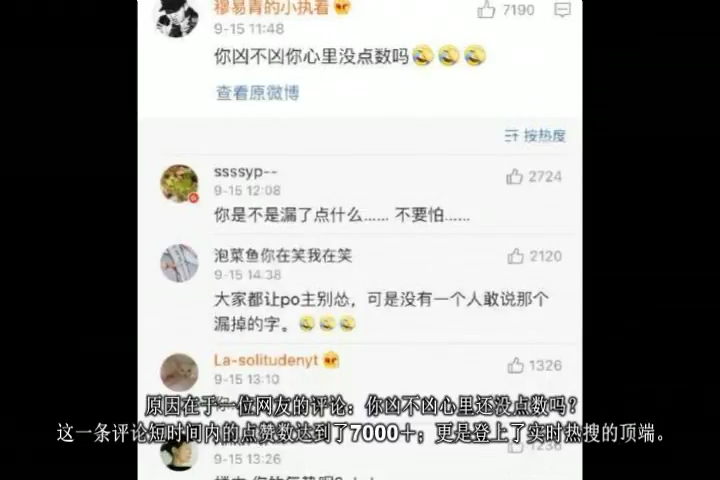 穆易青的小执着
7190
9-15 11:48
你凶不凶你心里没点数吗🤣🤣🤣
查看原微博
按热度
ssssyp--
2724
9-15 12:08
你是不是漏了点什么...... 不要怕......
泡菜鱼你在笑我在笑
2120
9-15 14:38
大家都让po主别怂，可是没有一个人敢说那个
漏掉的字。🤣🤣🤣
La-solitudenyt
1326
9-15 13:10
原因在于一位网友的评论：你凶不凶心里还没点数吗？
这一条评论短时间内的点赞数达到了7000＋；更是登上了实时热搜的顶端。
1236
9-15 13:26